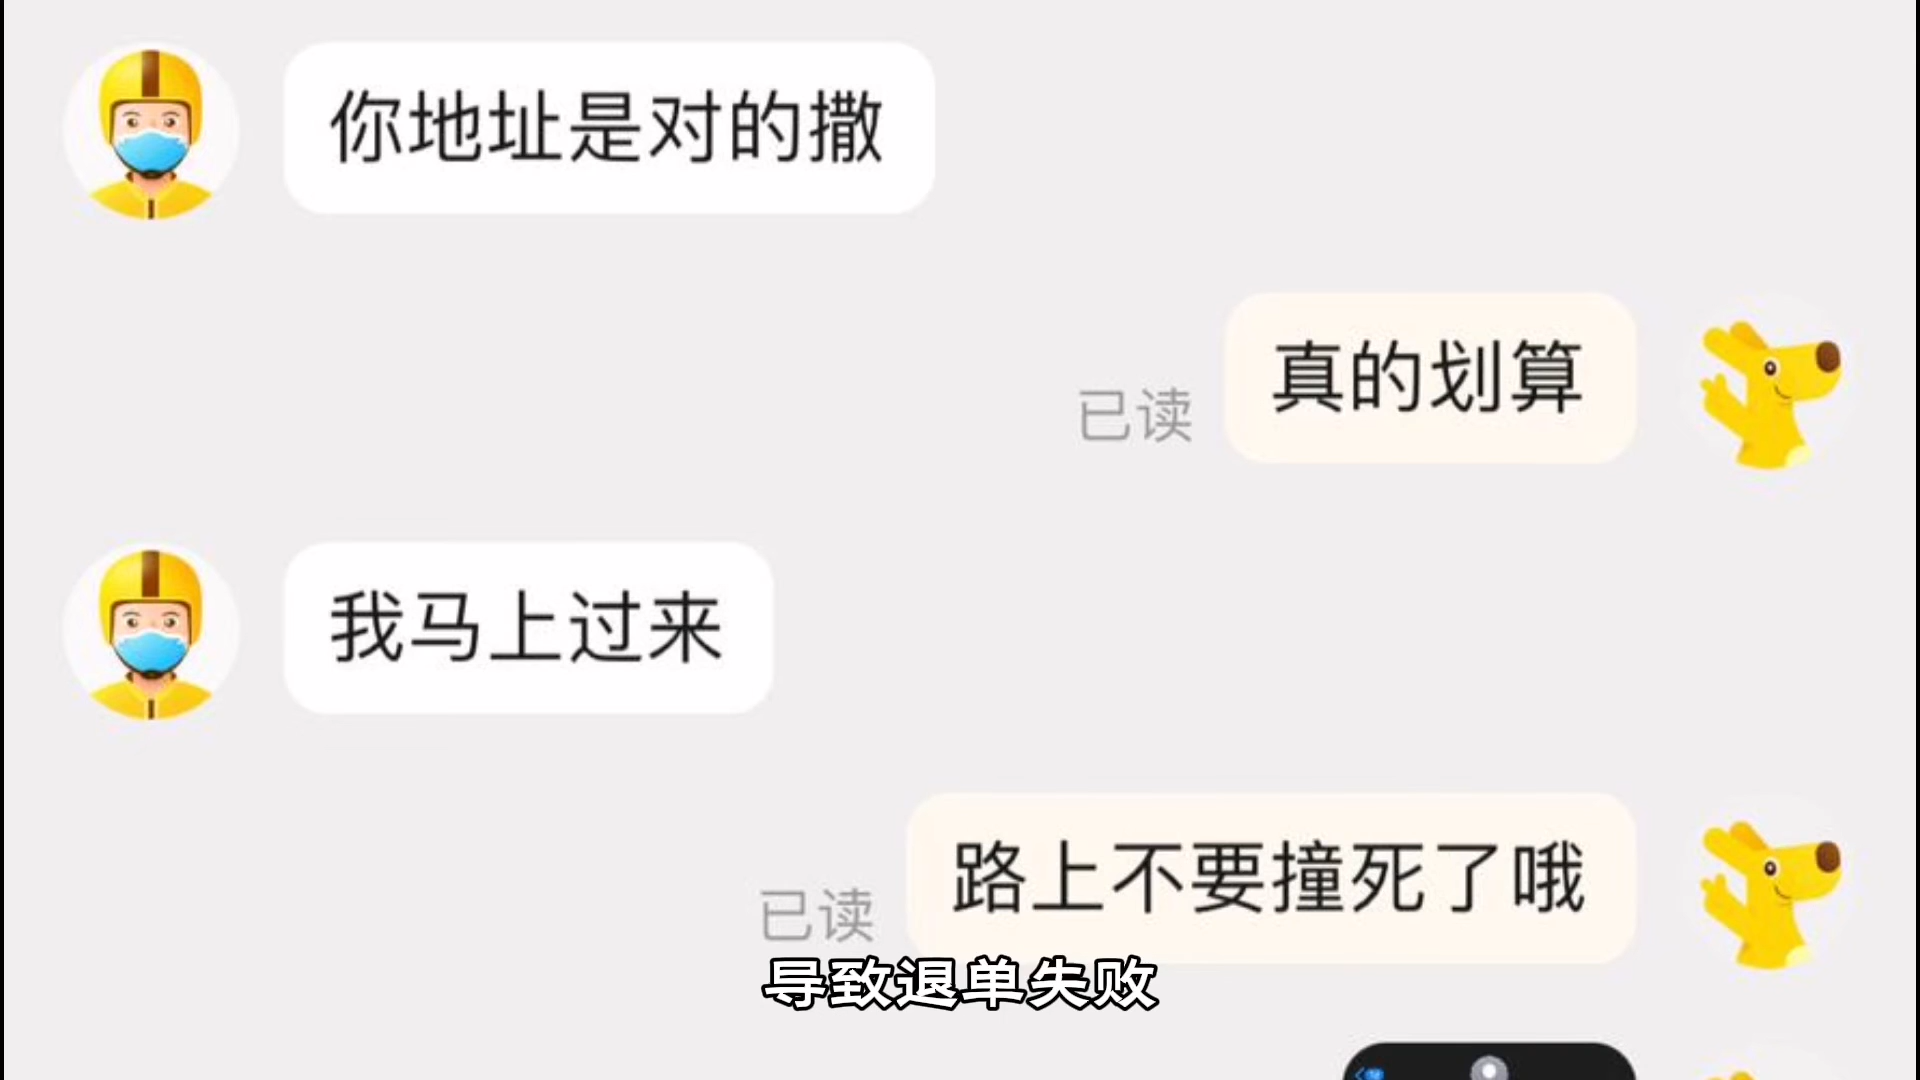 你地址是对的撒
真的划算
已读
我马上过来
路上不要撞死了哦
已读
导致退单失败